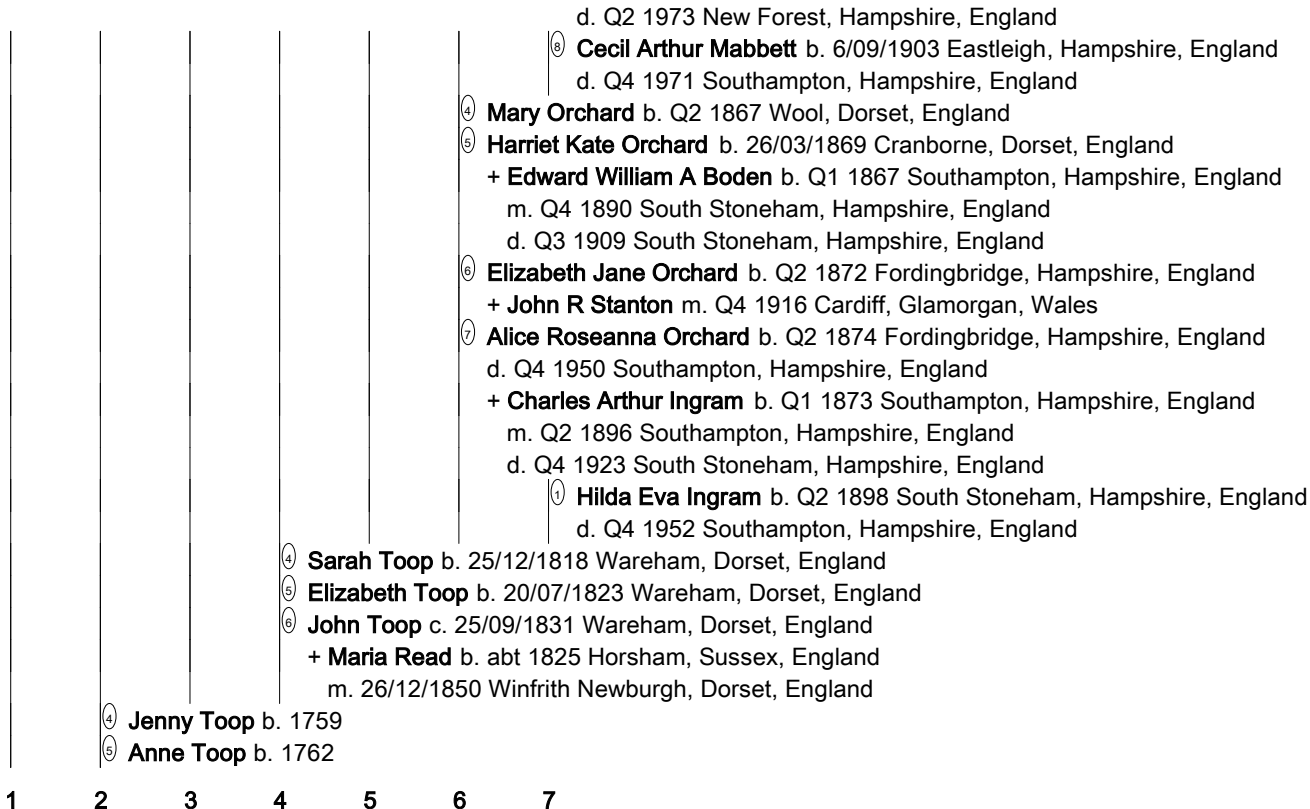 d. Q2 1973 New Forest, Hampshire, England
8 Cecil Arthur Mabbett b. 6/09/1903 Eastleigh, Hampshire, England
d. Q4 1971 Southampton, Hampshire, England
4 Mary Orchard b. Q2 1867 Wool, Dorset, England
5 Harriet Kate Orchard b. 26/03/1869 Cranborne, Dorset, England
+ Edward William A Boden b. Q1 1867 Southampton, Hampshire, England
m. Q4 1890 South Stoneham, Hampshire, England
d. Q3 1909 South Stoneham, Hampshire, England
6 Elizabeth Jane Orchard b. Q2 1872 Fordingbridge, Hampshire, England
+ John R Stanton m. Q4 1916 Cardiff, Glamorgan, Wales
7 Alice Roseanna Orchard b. Q2 1874 Fordingbridge, Hampshire, England
d. Q4 1950 Southampton, Hampshire, England
+ Charles Arthur Ingram b. Q1 1873 Southampton, Hampshire, England
m. Q2 1896 Southampton, Hampshire, England
d. Q4 1923 South Stoneham, Hampshire, England
1 Hilda Eva Ingram b. Q2 1898 South Stoneham, Hampshire, England
d. Q4 1952 Southampton, Hampshire, England
4 Sarah Toop b. 25/12/1818 Wareham, Dorset, England
5 Elizabeth Toop b. 20/07/1823 Wareham, Dorset, England
6 John Toop c. 25/09/1831 Wareham, Dorset, England
+ Maria Read b. abt 1825 Horsham, Sussex, England
m. 26/12/1850 Winfrith Newburgh, Dorset, England
4 Jenny Toop b. 1759
5 Anne Toop b. 1762
1 2 3 4 5 6 7